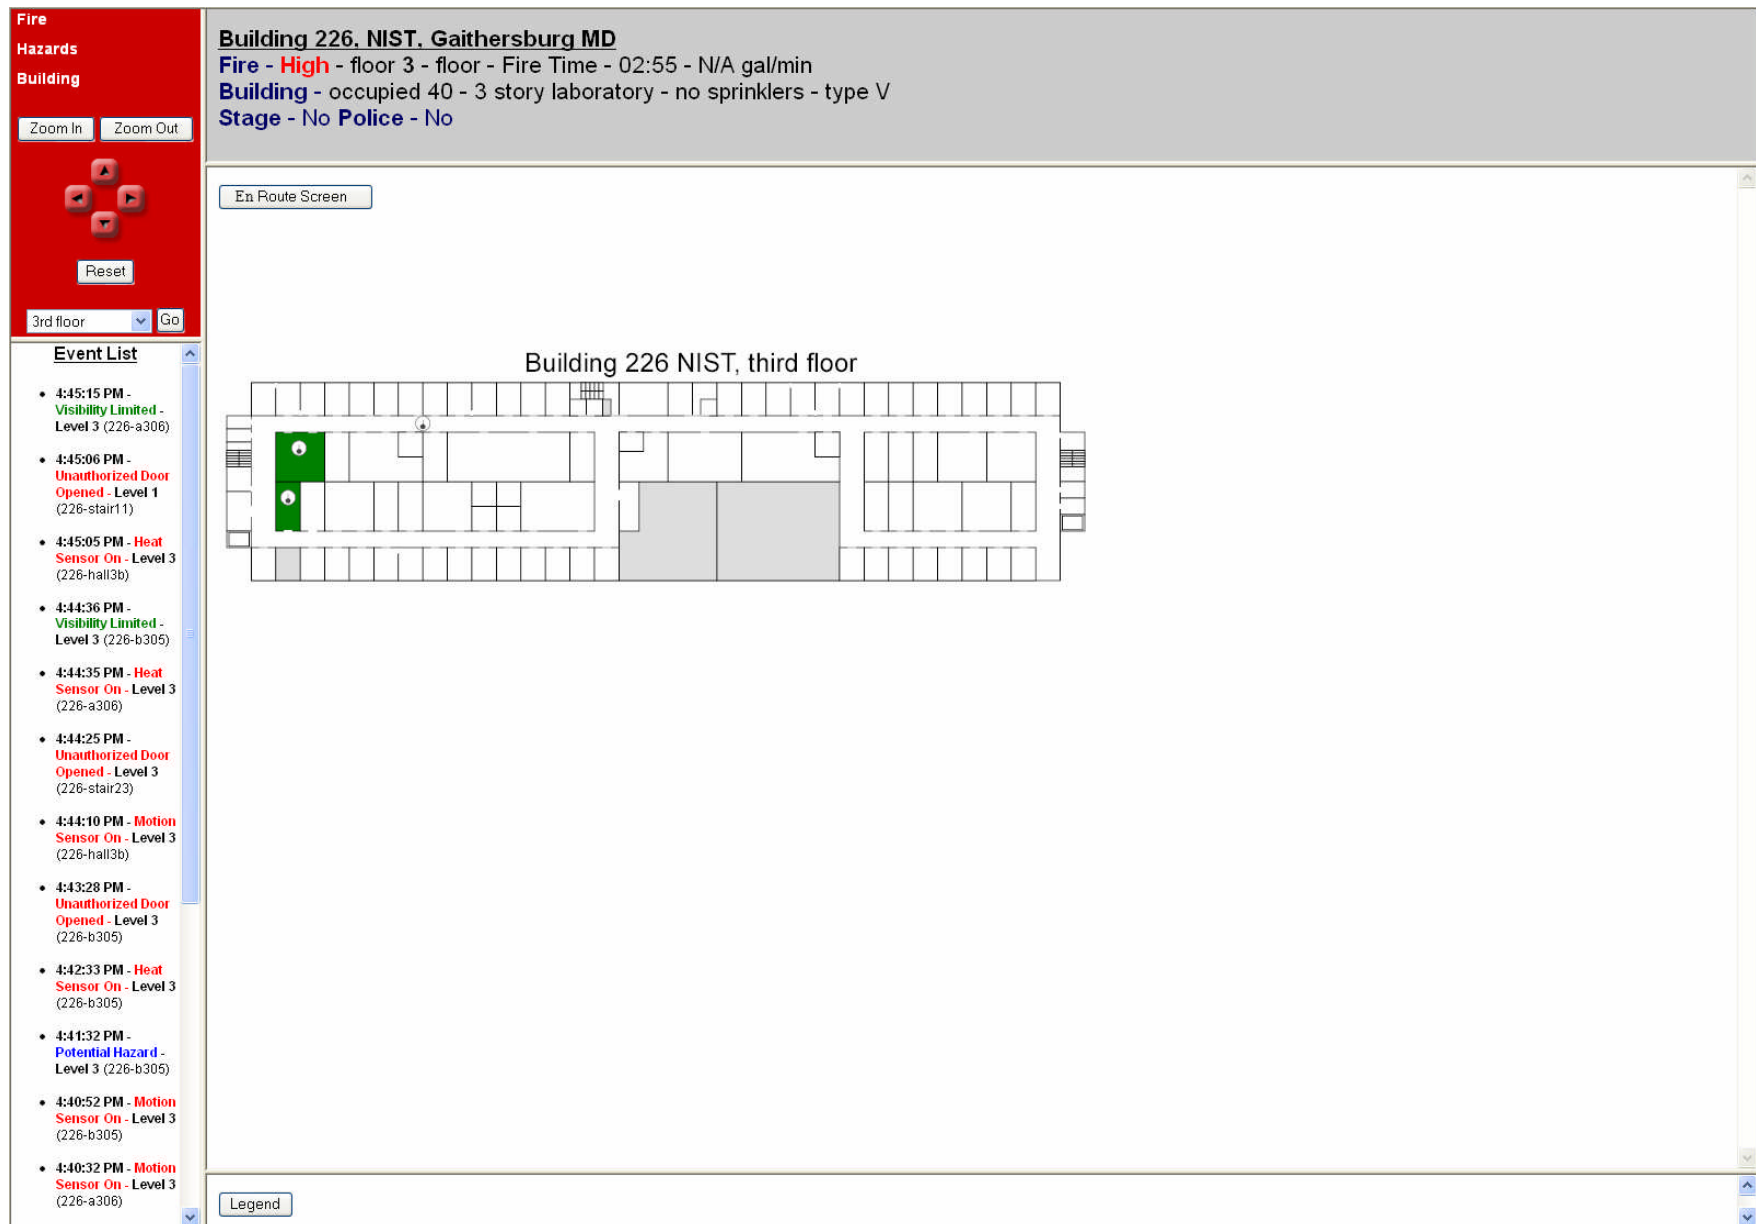 Fire
Hazards
Building
Zoom In Zoom Out
Reset
3rd floor Go
Event List
4:45:15 PM -
Visibility Limited -
Level 3 (226-a306)
4:45:06 PM -
Unauthorized Door
Opened - Level 1
(226-stair11)
4:45:05 PM - Heat
Sensor On - Level 3
(226-hall3b)
4:44:36 PM -
Visibility Limited -
Level 3 (226-b305)
4:44:35 PM - Heat
Sensor On - Level 3
(226-a306)
4:44:25 PM -
Unauthorized Door
Opened - Level 3
(226-stair23)
4:44:10 PM - Motion
Sensor On - Level 3
(226-hall3b)
4:43:28 PM -
Unauthorized Door
Opened - Level 3
(226-b305)
4:42:33 PM - Heat
Sensor On - Level 3
(226-b305)
4:41:32 PM -
Potential Hazard -
Level 3 (226-b305)
4:40:52 PM - Motion
Sensor On - Level 3
(226-b305)
4:40:32 PM - Motion
Sensor On - Level 3
(226-a306)
Building 226, NIST, Gaithersburg MD
Fire - High - floor 3 - floor - Fire Time - 02:55 - N/A gal/min
Building - occupied 40 - 3 story laboratory - no sprinklers - type V
Stage - No Police - No
En Route Screen
Building 226 NIST, third floor
Legend